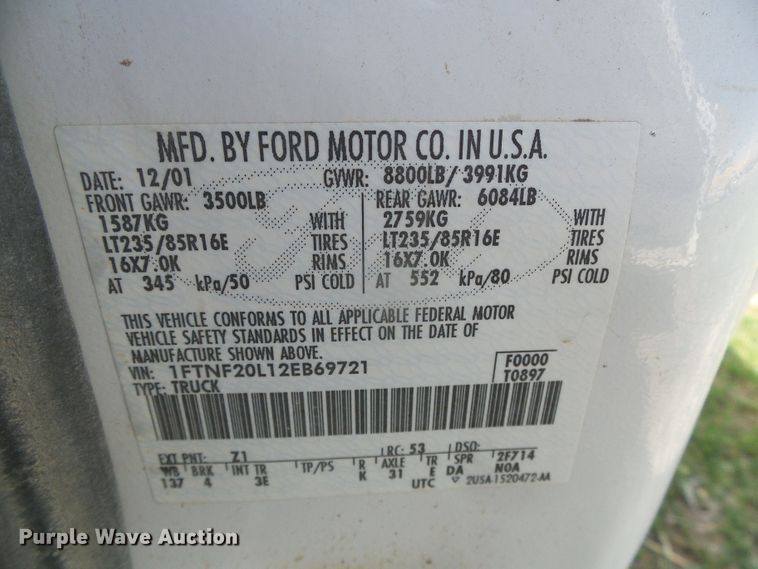 MFD. BY FORD MOTOR CO. IN U.S.A.
DATE: 12/01 GVWR: 8800LB/ 3991KG
FRONT GAWR: 3500LB REAR GAWR: 6084LB
1587KG WITH 2759KG WITH
LT235/85R16E TIRES LT235/85R16E TIRES
16X7.0K RIMS 16X7.0K RIMS
AT 345 kPa/50 PSI COLD AT 552 kPa/80 PSI COLD
THIS VEHICLE CONFORMS TO ALL APPLICABLE FEDERAL MOTOR
VEHICLE SAFETY STANDARDS IN EFFECT ON THE DATE OF
MANUFACTURE SHOWN ABOVE.
VIN: 1FTNF20L12EB69721 F0000
TYPE: TRUCK T0897
EXT PNT: Z1 RC: 53 DSO:
WB BRK INT TR TP/PS R AXLE TR SPR 2F714
137 4 3E K 31 E DA NOA
UTC ▽ 2USA-1520472-AA
Purple Wave Auction